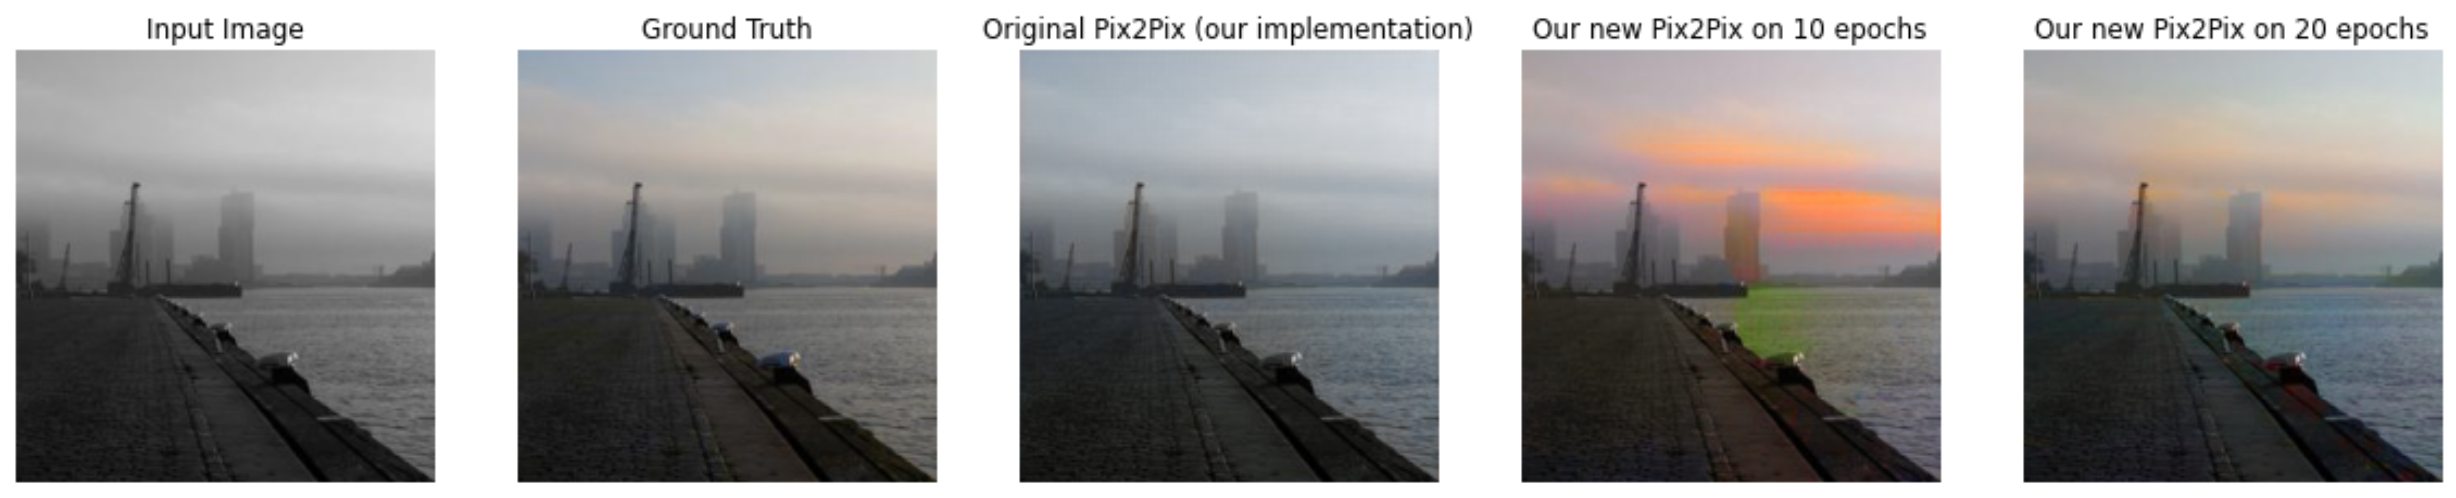 Input Image
Ground Truth
Original Pix2Pix (our implementation)
Our new Pix2Pix on 10 epochs
Our new Pix2Pix on 20 epochs